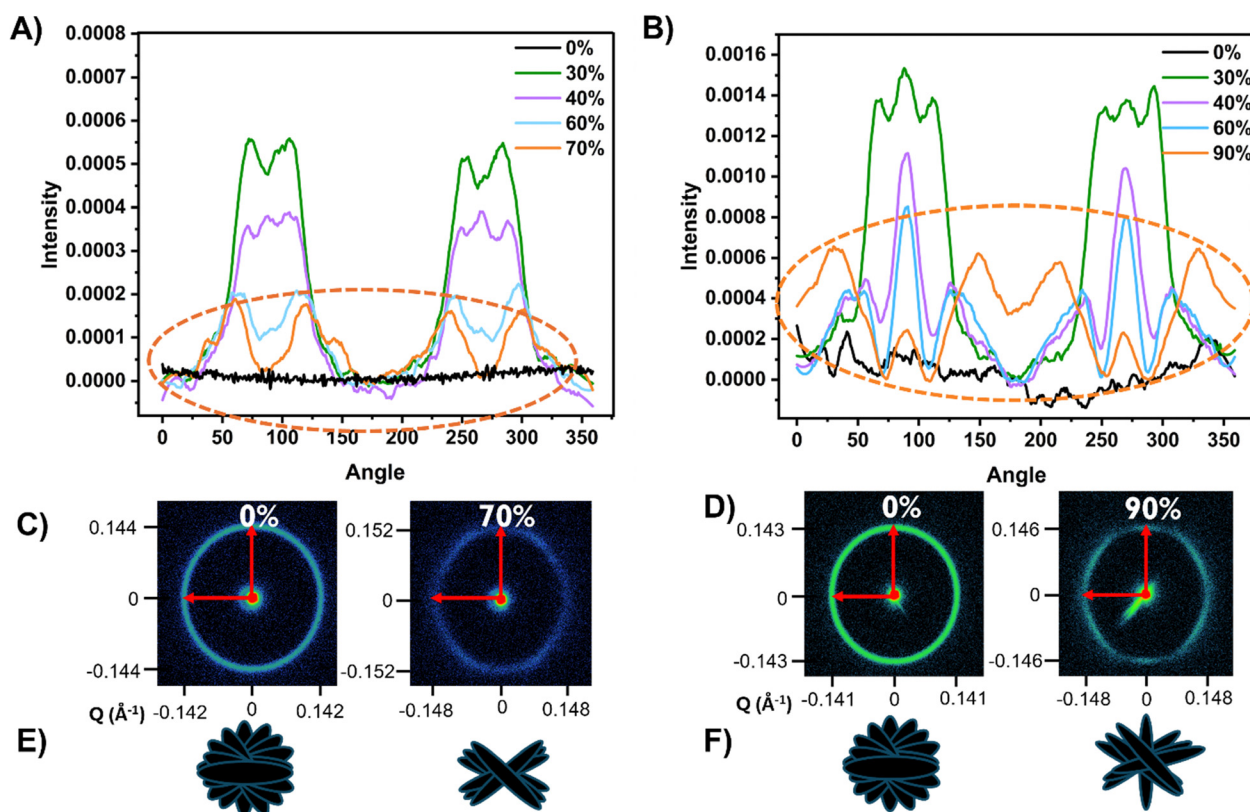 A)
0.0008
0.0007
0.0006
0.0005
0.0004
0.0003
0.0002
0.0001
0.0000
Intensity
0%
30%
40%
60%
70%
0 50 100 150 200 250 300 350
Angle
B)
0.0016
0.0014
0.0012
0.0010
0.0008
0.0006
0.0004
0.0002
0.0000
Intensity
0%
30%
40%
60%
90%
0 50 100 150 200 250 300 350
Angle
C)
0%
0.144
0
-0.144
-0.142 0 0.142
Q (Å⁻¹)
70%
0.152
0
-0.152
-0.148 0 0.148
D)
0%
0.143
0
-0.143
-0.141 0 0.141
90%
0.146
0
-0.146
-0.148 0 0.148
E)
F)